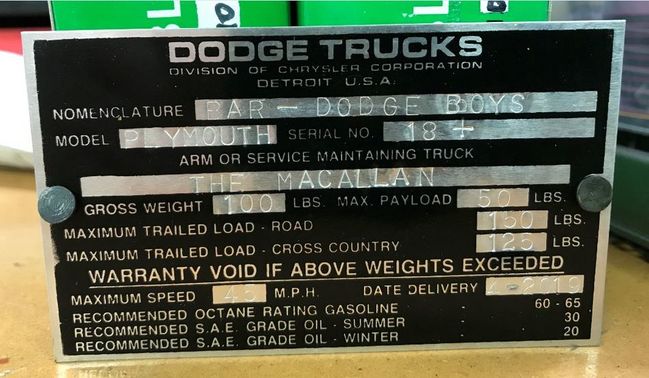 DODGE TRUCKS
DIVISION OF CHRYSLER CORPORATION
DETROIT U.S.A.
NOMENCLATURE BAR - DODGE BOYS
MODEL PLYMOUTH SERIAL NO. 18 +
ARM OR SERVICE MAINTAINING TRUCK
THE MACALLAN
GROSS WEIGHT 100 LBS. MAX. PAYLOAD 50 LBS.
MAXIMUM TRAILED LOAD - ROAD 150 LBS.
MAXIMUM TRAILED LOAD - CROSS COUNTRY 125 LBS.
WARRANTY VOID IF ABOVE WEIGHTS EXCEEDED
MAXIMUM SPEED 45 M.P.H. DATE DELIVERY 4-2019
RECOMMENDED OCTANE RATING GASOLINE 60 - 65
RECOMMENDED S.A.E. GRADE OIL - SUMMER 30
RECOMMENDED S.A.E. GRADE OIL - WINTER 20